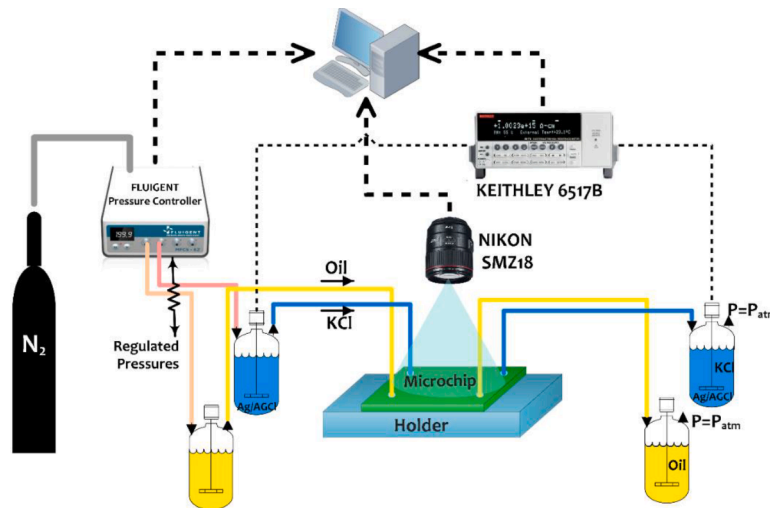 FLUIGENT
Pressure Controller
FLUIGENT
N₂
Regulated
Pressures
Oil
KCl
KEITHLEY 6517B
NIKON
SMZ18
Microchip
Holder
Ag/AGCl
P=Patm
KCl
Ag/AGCl
P=Patm
Oil